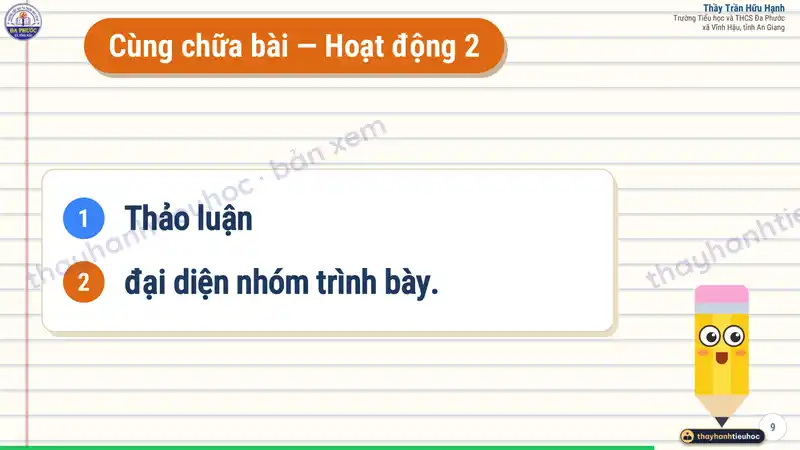 Thầy Trần Hữu Hạnh
Trường Tiểu học và THCS Đa Phước
xã Vĩnh Hậu, tỉnh An Giang
ĐA PHƯỚC
Cùng chữa bài – Hoạt động 2
thayhanhtieuhoc · bản xem
1 Thảo luận
2 đại diện nhóm trình bày.
thayhanhtie
thayhanhtieuhoc
9